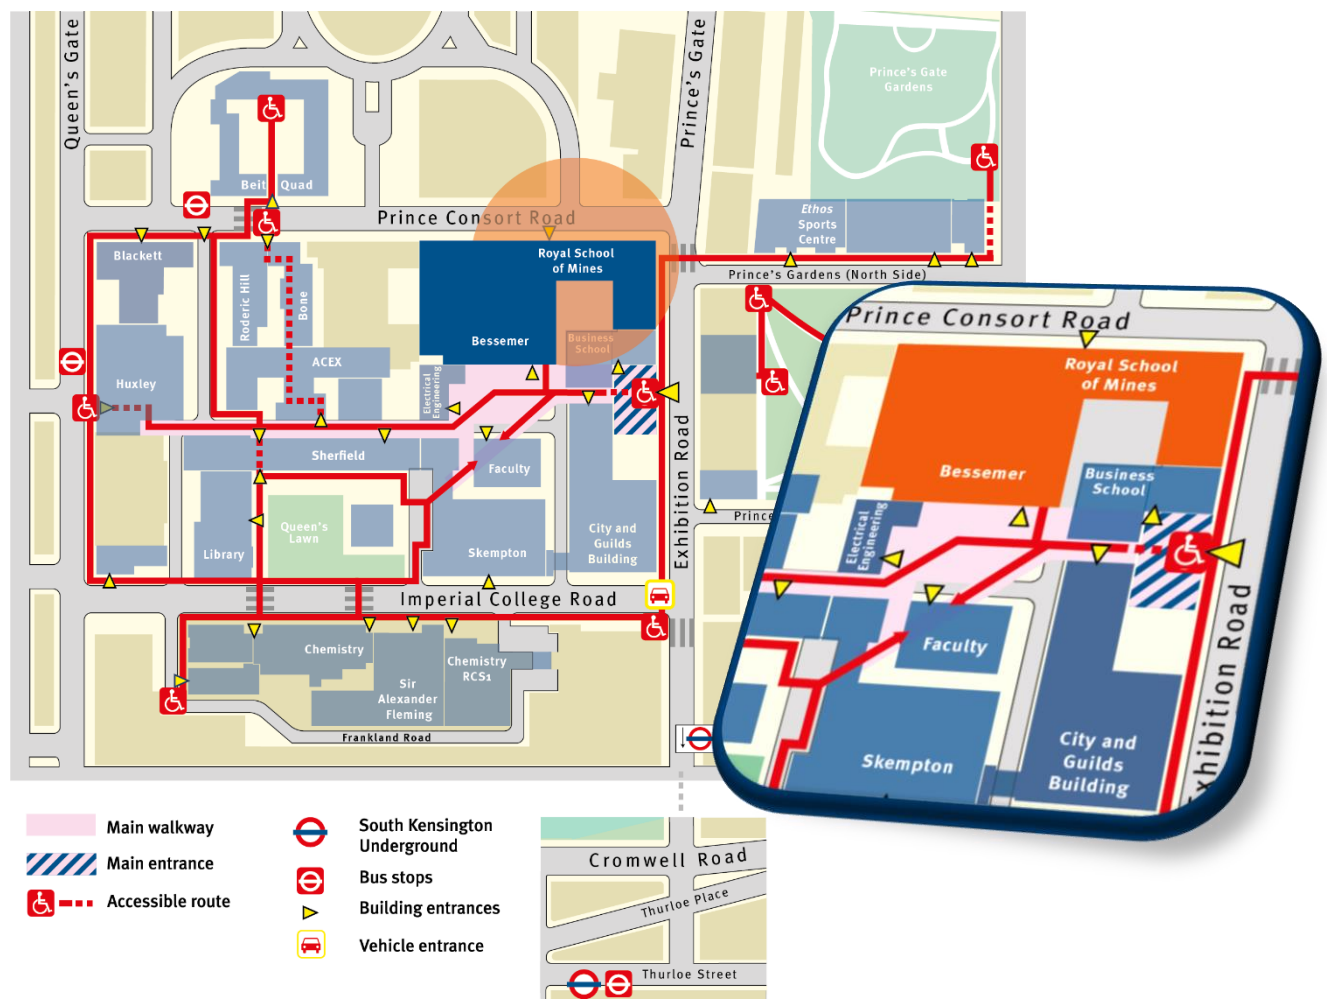 Queen's Gate
Prince's Gate
Prince's Gate
Gardens
Beit Quad
Prince Consort Road
Ethos
Sports
Centre
Blackett
Royal School
of Mines
Prince's Gardens (North Side)
Roderic Hill
Bone
Bessemer
Business
School
ACEX
Huxley
Electrical
Engineering
Sherfield
Faculty
Exhibition Road
Prince
Queen's
Lawn
Library
Skempton
City and
Guilds
Building
Imperial College Road
Chemistry
Chemistry
RCS1
Sir
Alexander
Fleming
Frankland Road
Prince Consort Road
Royal School
of Mines
Bessemer
Business
School
Electrical
Engineering
Faculty
Skempton
City and
Guilds
Building
Exhibition Road
Main walkway
Main entrance
Accessible route
South Kensington
Underground
Bus stops
Building entrances
Vehicle entrance
Cromwell Road
Thurloe Place
Thurloe Street